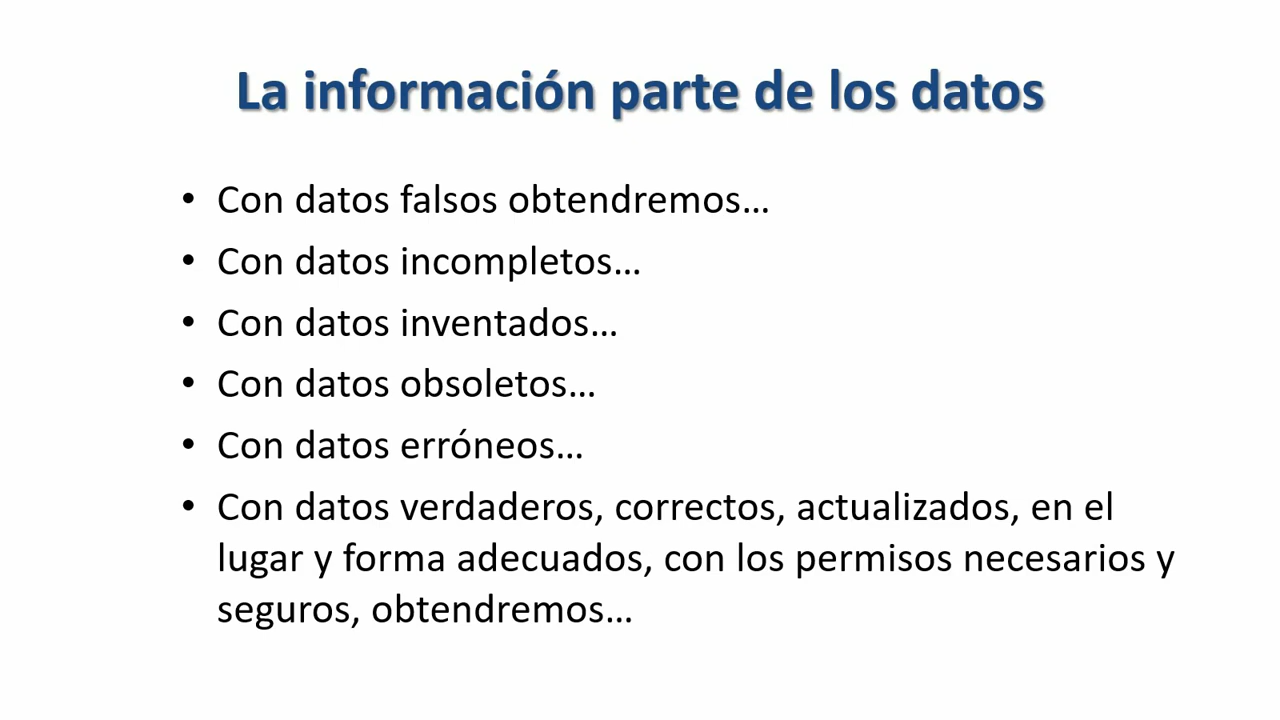 La información parte de los datos
• Con datos falsos obtendremos…
• Con datos incompletos…
• Con datos inventados…
• Con datos obsoletos…
• Con datos erróneos…
• Con datos verdaderos, correctos, actualizados, en el
lugar y forma adecuados, con los permisos necesarios y
seguros, obtendremos…